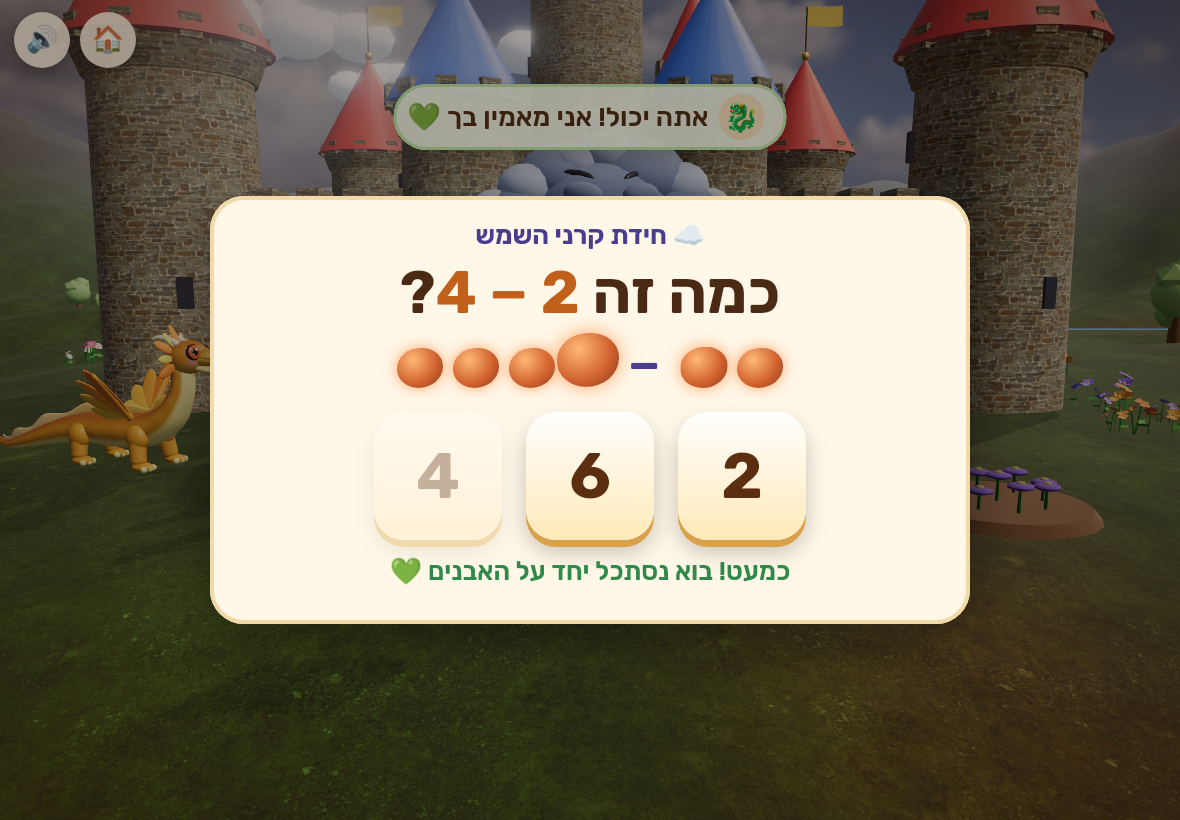 אתה יכול! אני מאמין בך
חידת קרני השמש
כמה זה 4 – 2?
–
2 6 4
כמעט! בוא נסתכל יחד על האבנים